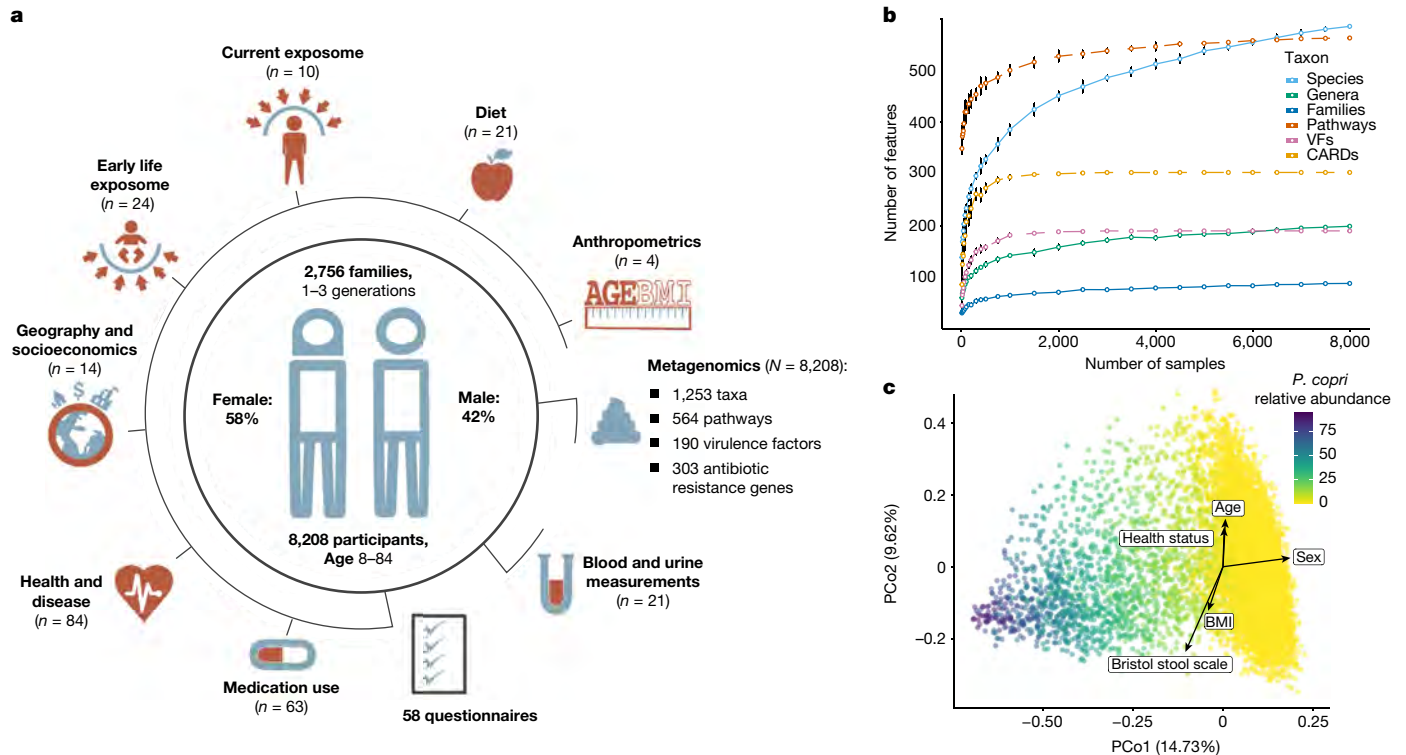 a
Current exposome
(n = 10)
Diet
(n = 21)
Early life
exposome
(n = 24)
Anthropometrics
(n = 4)
AGEBMI
Geography and
socioeconomics
(n = 14)
$
2,756 families,
1–3 generations
Female:
58%
Male:
42%
8,208 participants,
Age 8–84
Metagenomics (N = 8,208):
1,253 taxa
564 pathways
190 virulence factors
303 antibiotic
resistance genes
Health and
disease
(n = 84)
Blood and urine
measurements
(n = 21)
Medication use
(n = 63)
58 questionnaires
b
Number of features
500
400
300
200
100
0
2,000
4,000
6,000
8,000
Number of samples
Taxon
Species
Genera
Families
Pathways
VFs
CARDs
c
P. copri
relative abundance
75
50
25
0
PCo2 (9.62%)
0.4
0.2
0
−0.2
Age
Health status
Sex
BMI
Bristol stool scale
−0.50
−0.25
0
0.25
PCo1 (14.73%)